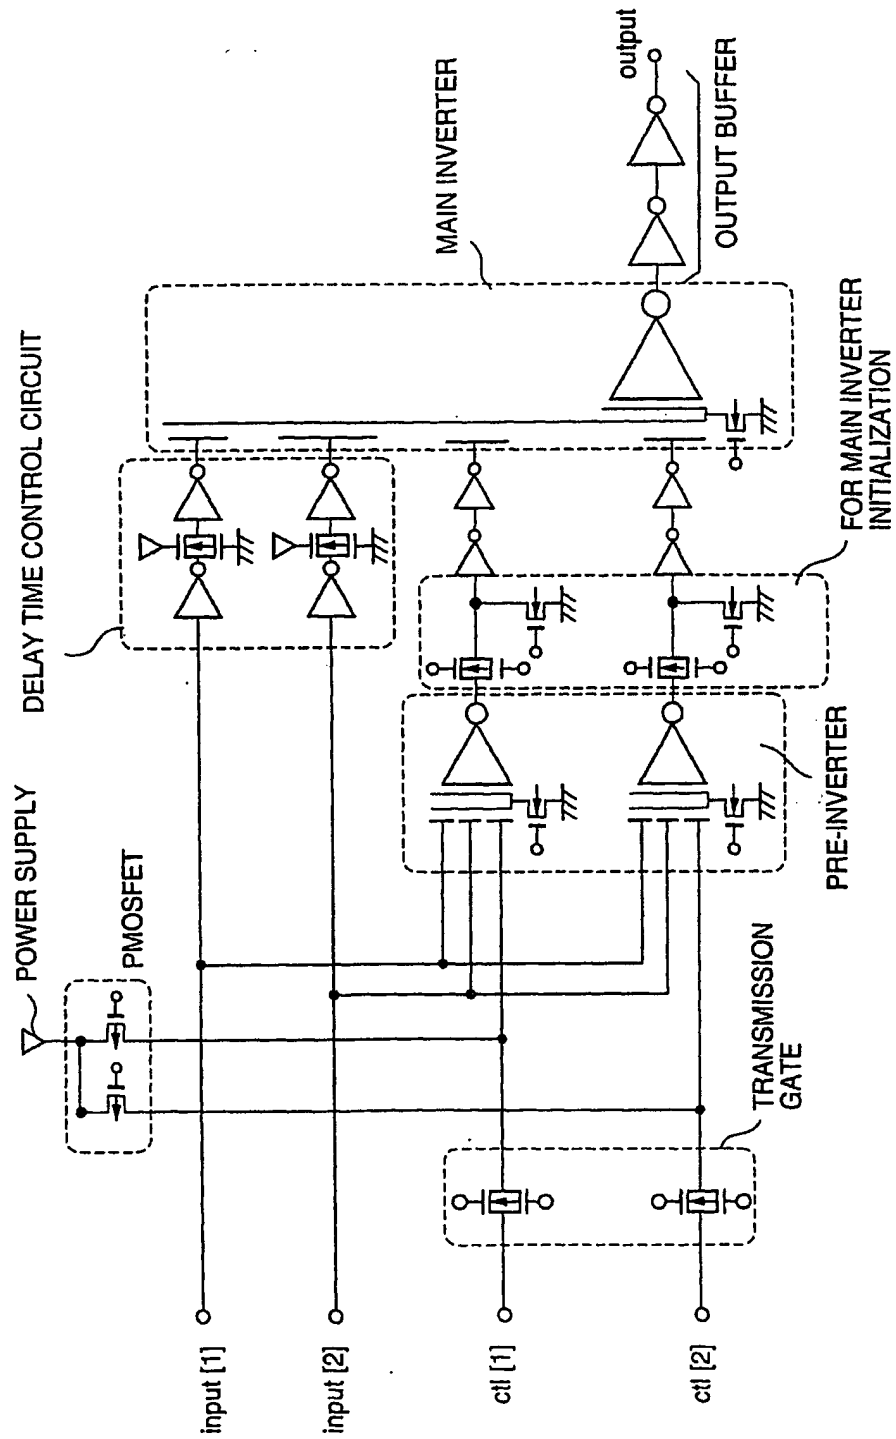 POWER SUPPLY
PMOSFET
DELAY TIME CONTROL CIRCUIT
MAIN INVERTER
output
OUTPUT BUFFER
input [1]
input [2]
ctl [1]
ctl [2]
TRANSMISSION
GATE
PRE-INVERTER
FOR MAIN INVERTER
INITIALIZATION